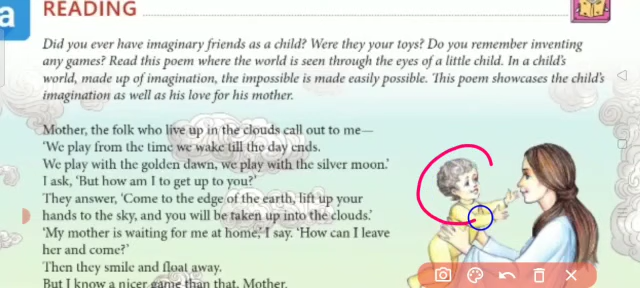 a
READING
Did you ever have imaginary friends as a child? Were they your toys? Do you remember inventing
any games? Read this poem where the world is seen through the eyes of a little child. In a child's
world, made up of imagination, the impossible is made easily possible. This poem showcases the child's
imagination as well as his love for his mother.
Mother, the folk who live up in the clouds call out to me—
'We play from the time we wake till the day ends.
We play with the golden dawn, we play with the silver moon.'
I ask, 'But how am I to get up to you?'
They answer, 'Come to the edge of the earth, lift up your
hands to the sky, and you will be taken up into the clouds.'
'My mother is waiting for me at home,' I say. 'How can I leave
her and come?'
Then they smile and float away.
But I know a nicer game than that, Mother.